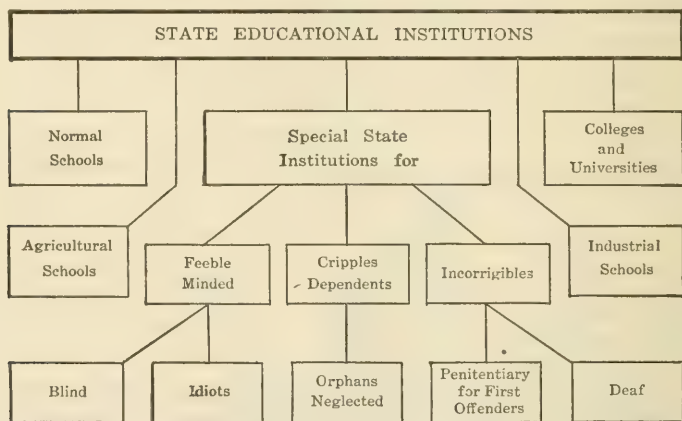 STATE EDUCATIONAL INSTITUTIONS
Normal
Schools
Special State
Institutions for
Colleges
and
Universities
Agricultural
Schools
Feeble
Minded
Cripples
Dependents
Incorrigibles
Industrial
Schools
Blind
Idiots
Orphans
Neglected
Penitentiary
for First
Offenders
Deaf